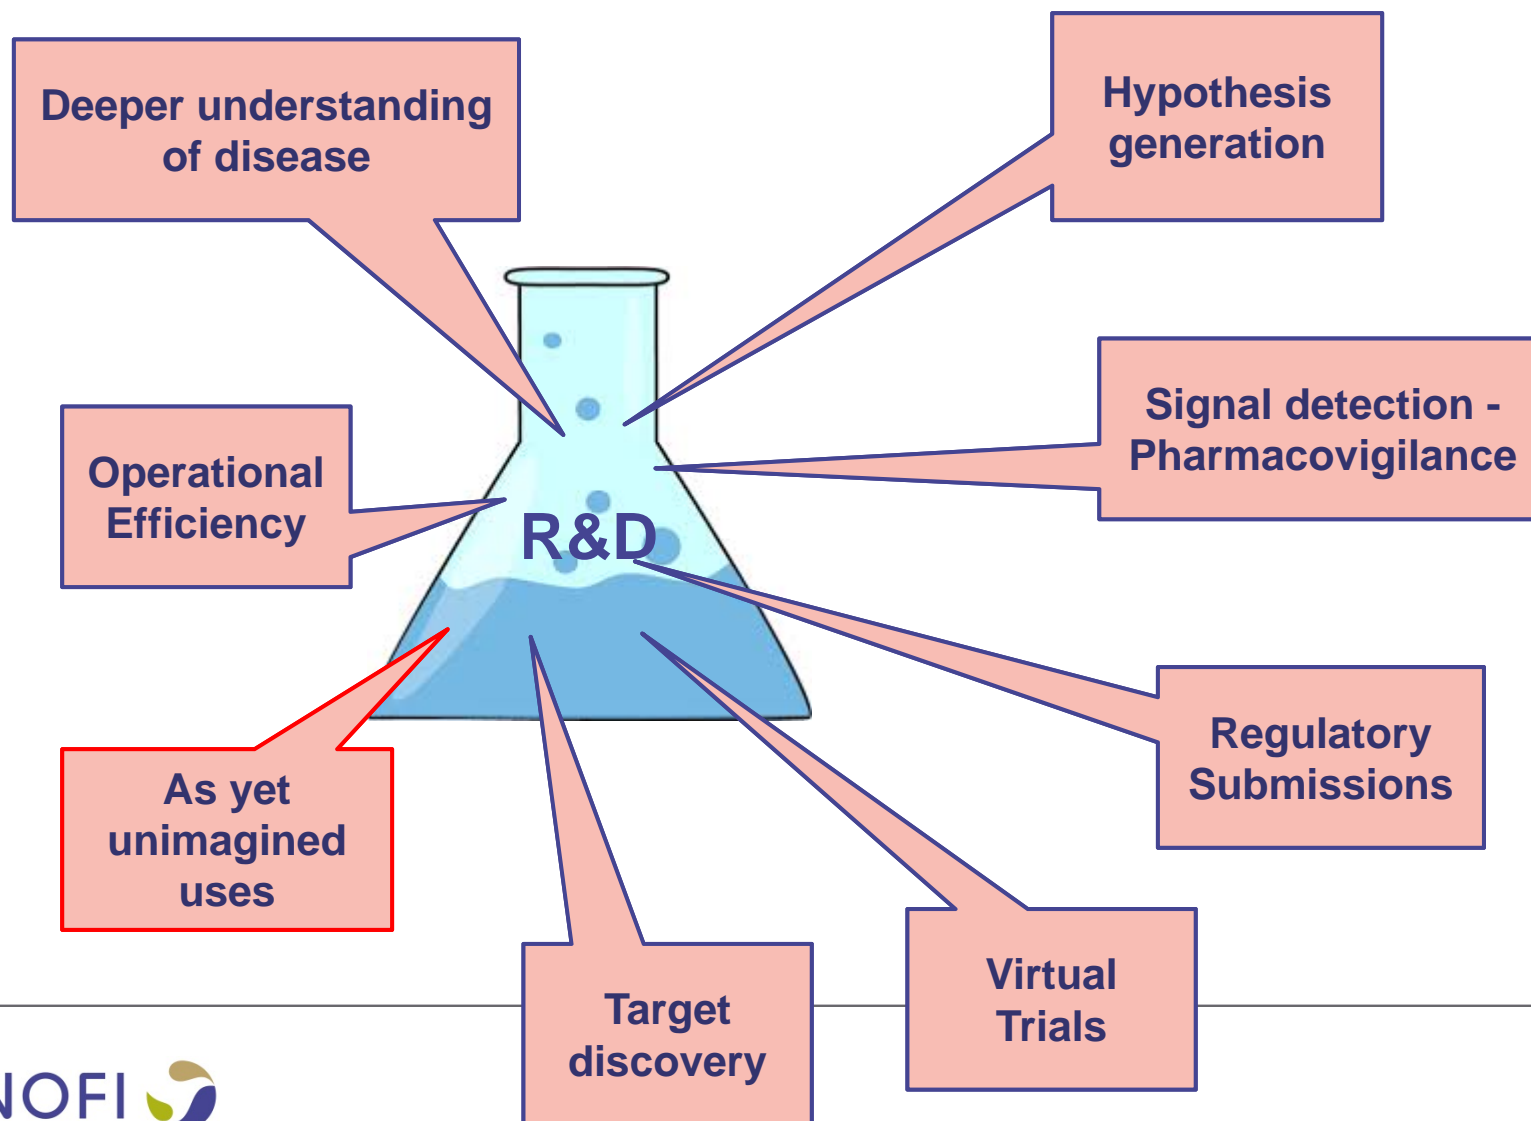 Deeper understanding
of disease
Hypothesis
generation
Signal detection -
Pharmacovigilance
Operational
Efficiency
R&D
Regulatory
Submissions
As yet
unimagined
uses
Virtual
Trials
Target
discovery
NOFI